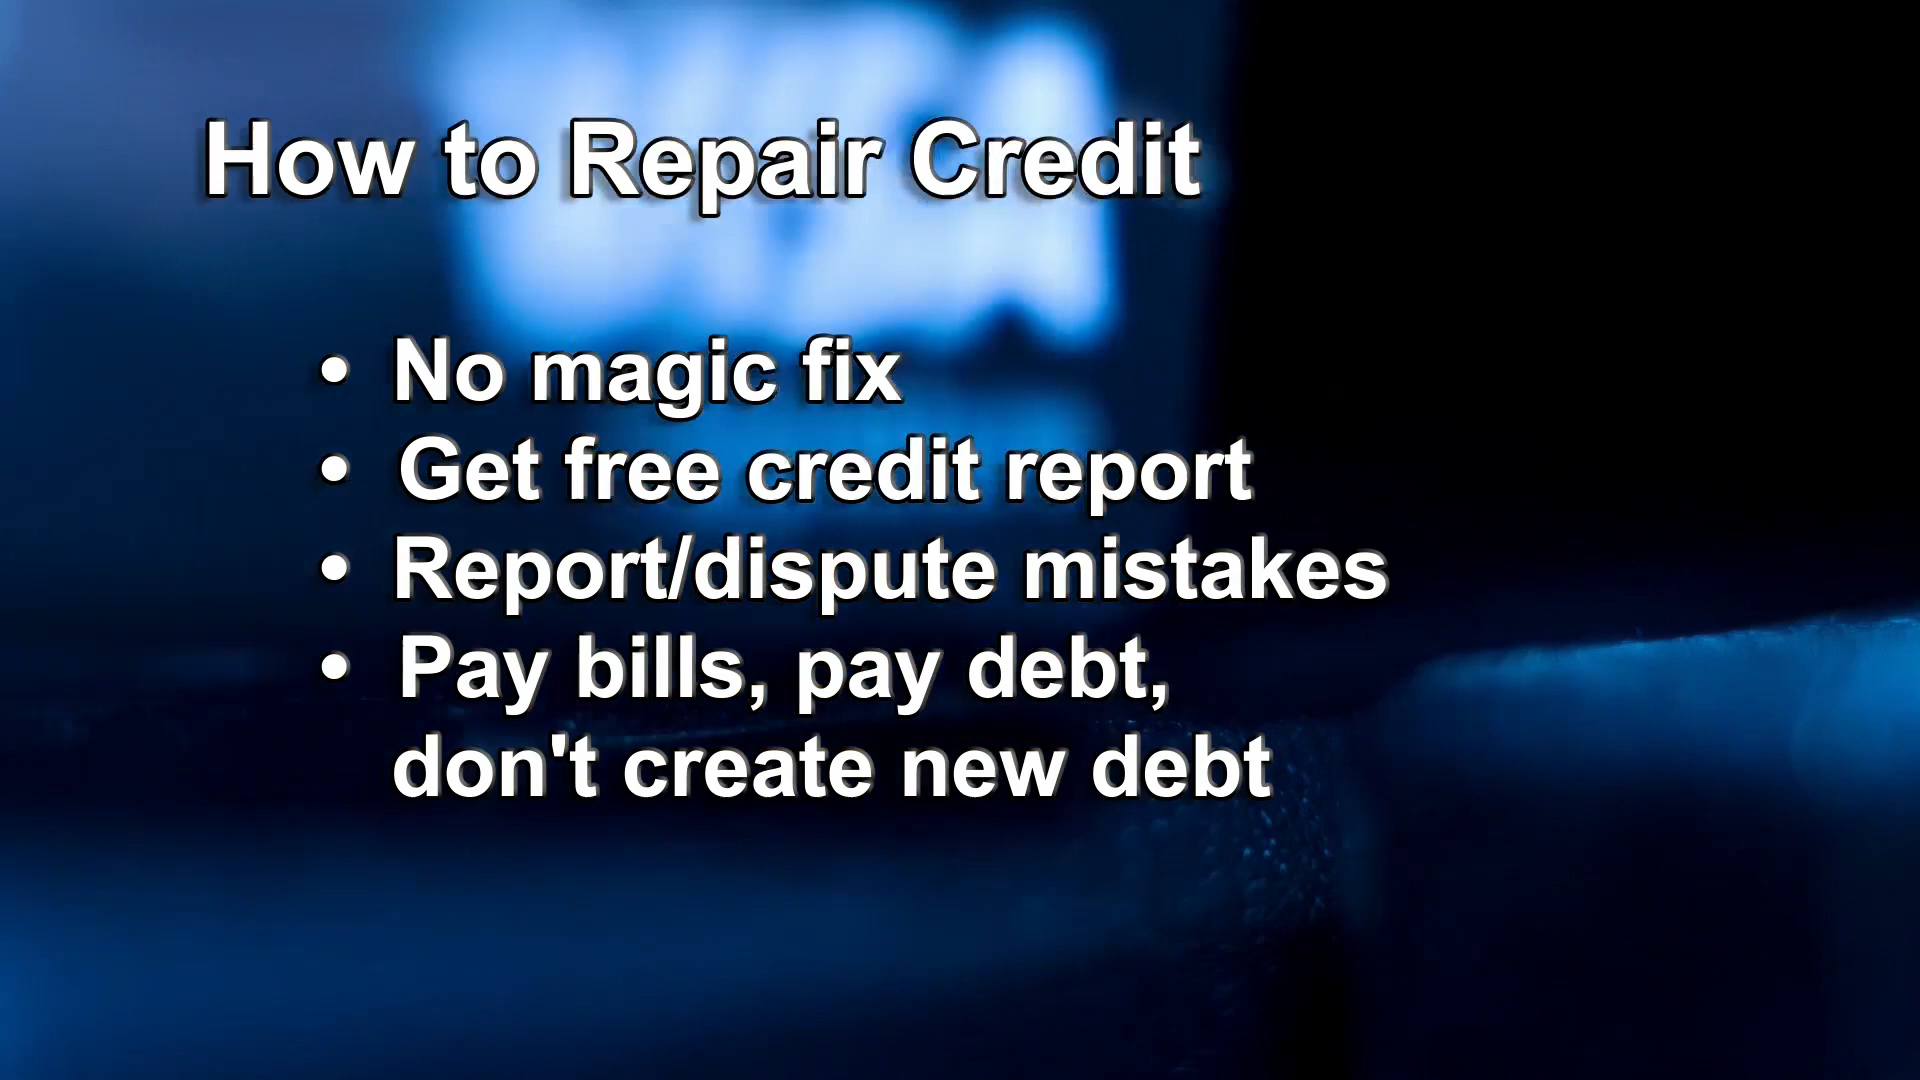 How to Repair Credit
• No magic fix
• Get free credit report
• Report/dispute mistakes
• Pay bills, pay debt,
don't create new debt